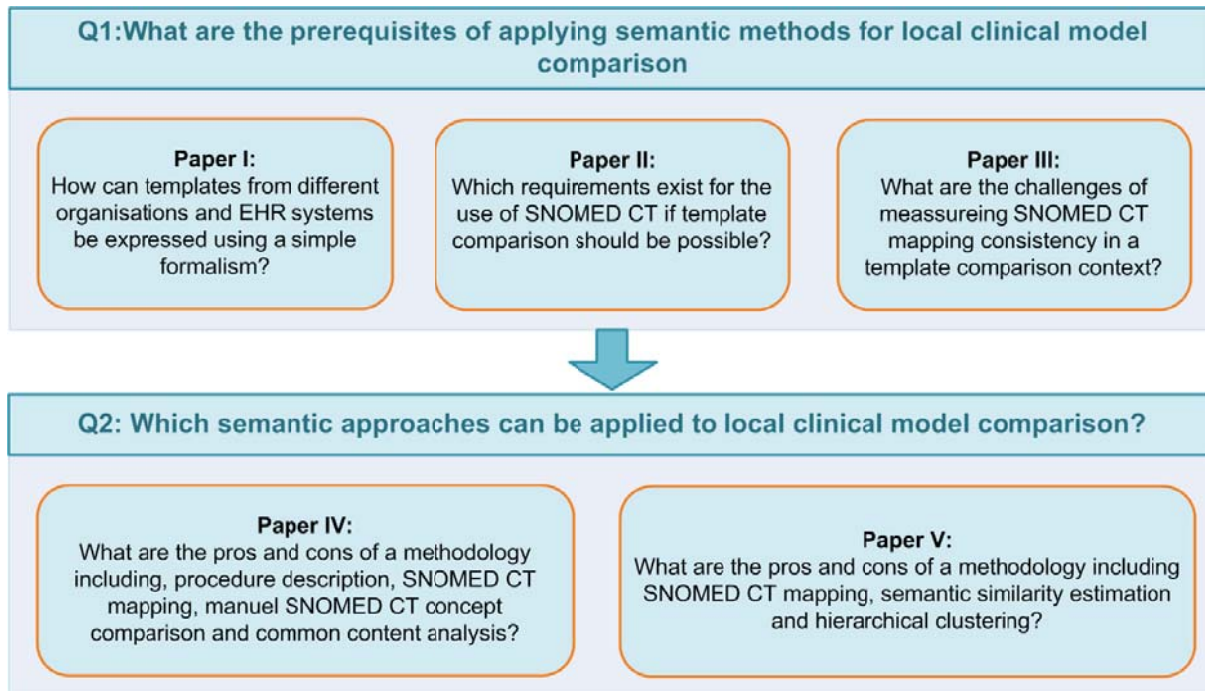 Q1:What are the prerequisites of applying semantic methods for local clinical model
comparison
Paper I:
How can templates from different
organisations and EHR systems
be expressed using a simple
formalism?
Paper II:
Which requirements exist for the
use of SNOMED CT if template
comparison should be possible?
Paper III:
What are the challenges of
meassureing SNOMED CT
mapping consistency in a
template comparison context?
Q2: Which semantic approaches can be applied to local clinical model comparison?
Paper IV:
What are the pros and cons of a methodology
including, procedure description, SNOMED CT
mapping, manuel SNOMED CT concept
comparison and common content analysis?
Paper V:
What are the pros and cons of a methodology including
SNOMED CT mapping, semantic similarity estimation
and hierarchical clustering?